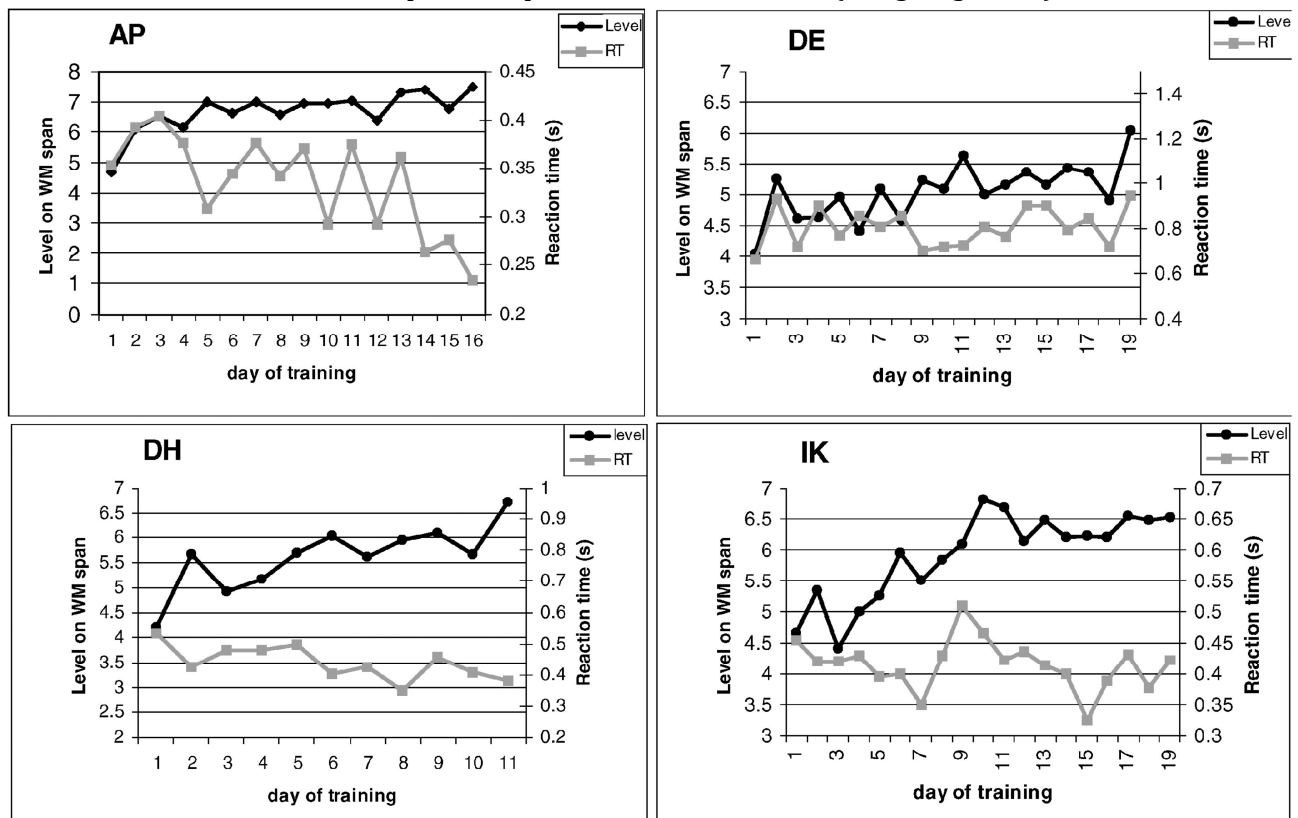 AP
Level
RT
Level on WM span
8
7
6
5
4
3
2
1
0
0.45
0.4
0.35
0.3
0.25
0.2
Reaction time (s)
1 2 3 4 5 6 7 8 9 10 11 12 13 14 15 16
day of training
DE
Level
RT
Level on WM span
7
6.5
6
5.5
5
4.5
4
3.5
3
1.4
1.2
1
0.8
0.6
0.4
Reaction time (s)
1 3 5 7 9 11 13 15 17 19
day of training
DH
level
RT
Level on WM span
7
6.5
6
5.5
5
4.5
4
3.5
3
2.5
2
1
0.9
0.8
0.7
0.6
0.5
0.4
0.3
0.2
Reaction time (s)
1 2 3 4 5 6 7 8 9 10 11
day of training
IK
Level
RT
Level on WM span
7
6.5
6
5.5
5
4.5
4
3.5
3
0.7
0.65
0.6
0.55
0.5
0.45
0.4
0.35
0.3
Reaction time (s)
1 3 5 7 9 11 13 15 17 19
day of training